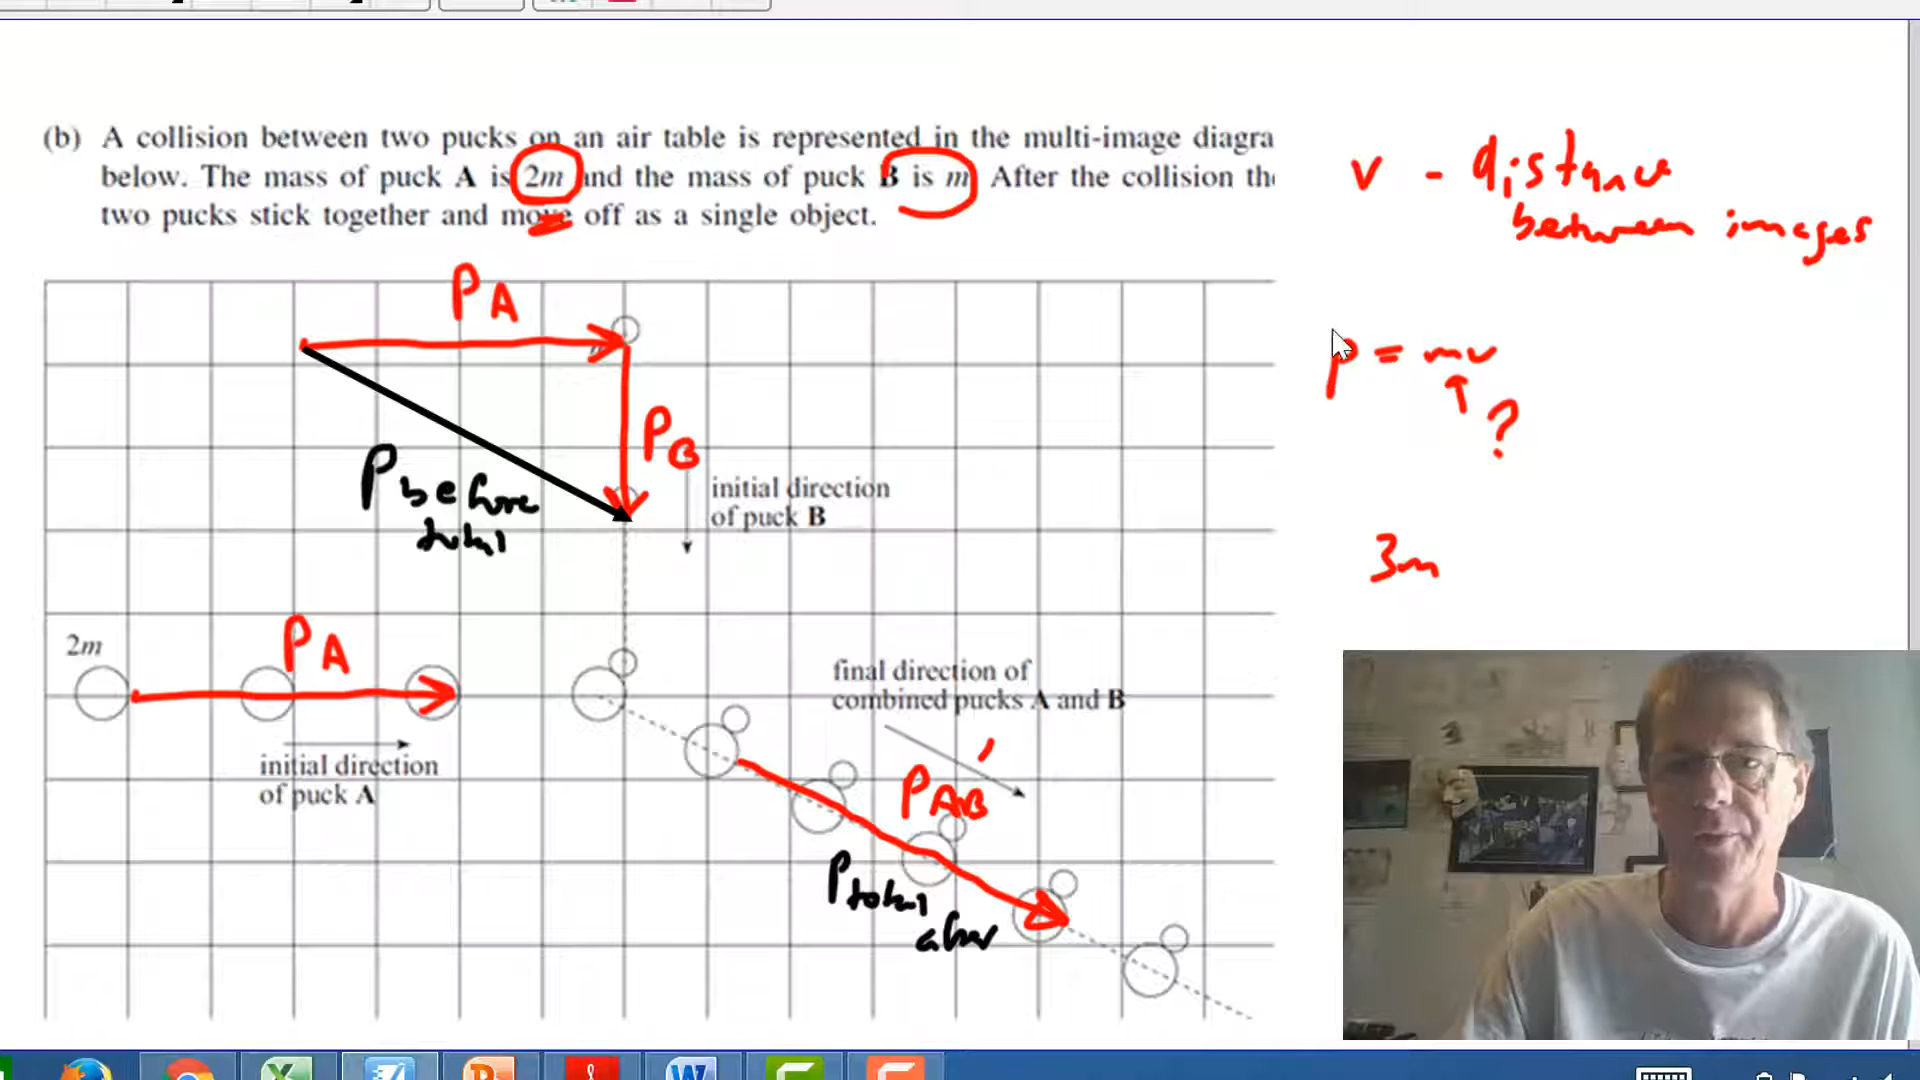 (b) A collision between two pucks on an air table is represented in the multi-image diagra
below. The mass of puck A is 2m and the mass of puck B is m After the collision the
two pucks stick together and move off as a single object.
v - distance
between images
PA
p = mv
?
PB
P before
total
initial direction
of puck B
3m
2m
PA
final direction of
combined pucks A and B
initial direction
of puck A
PAB'
P total
after